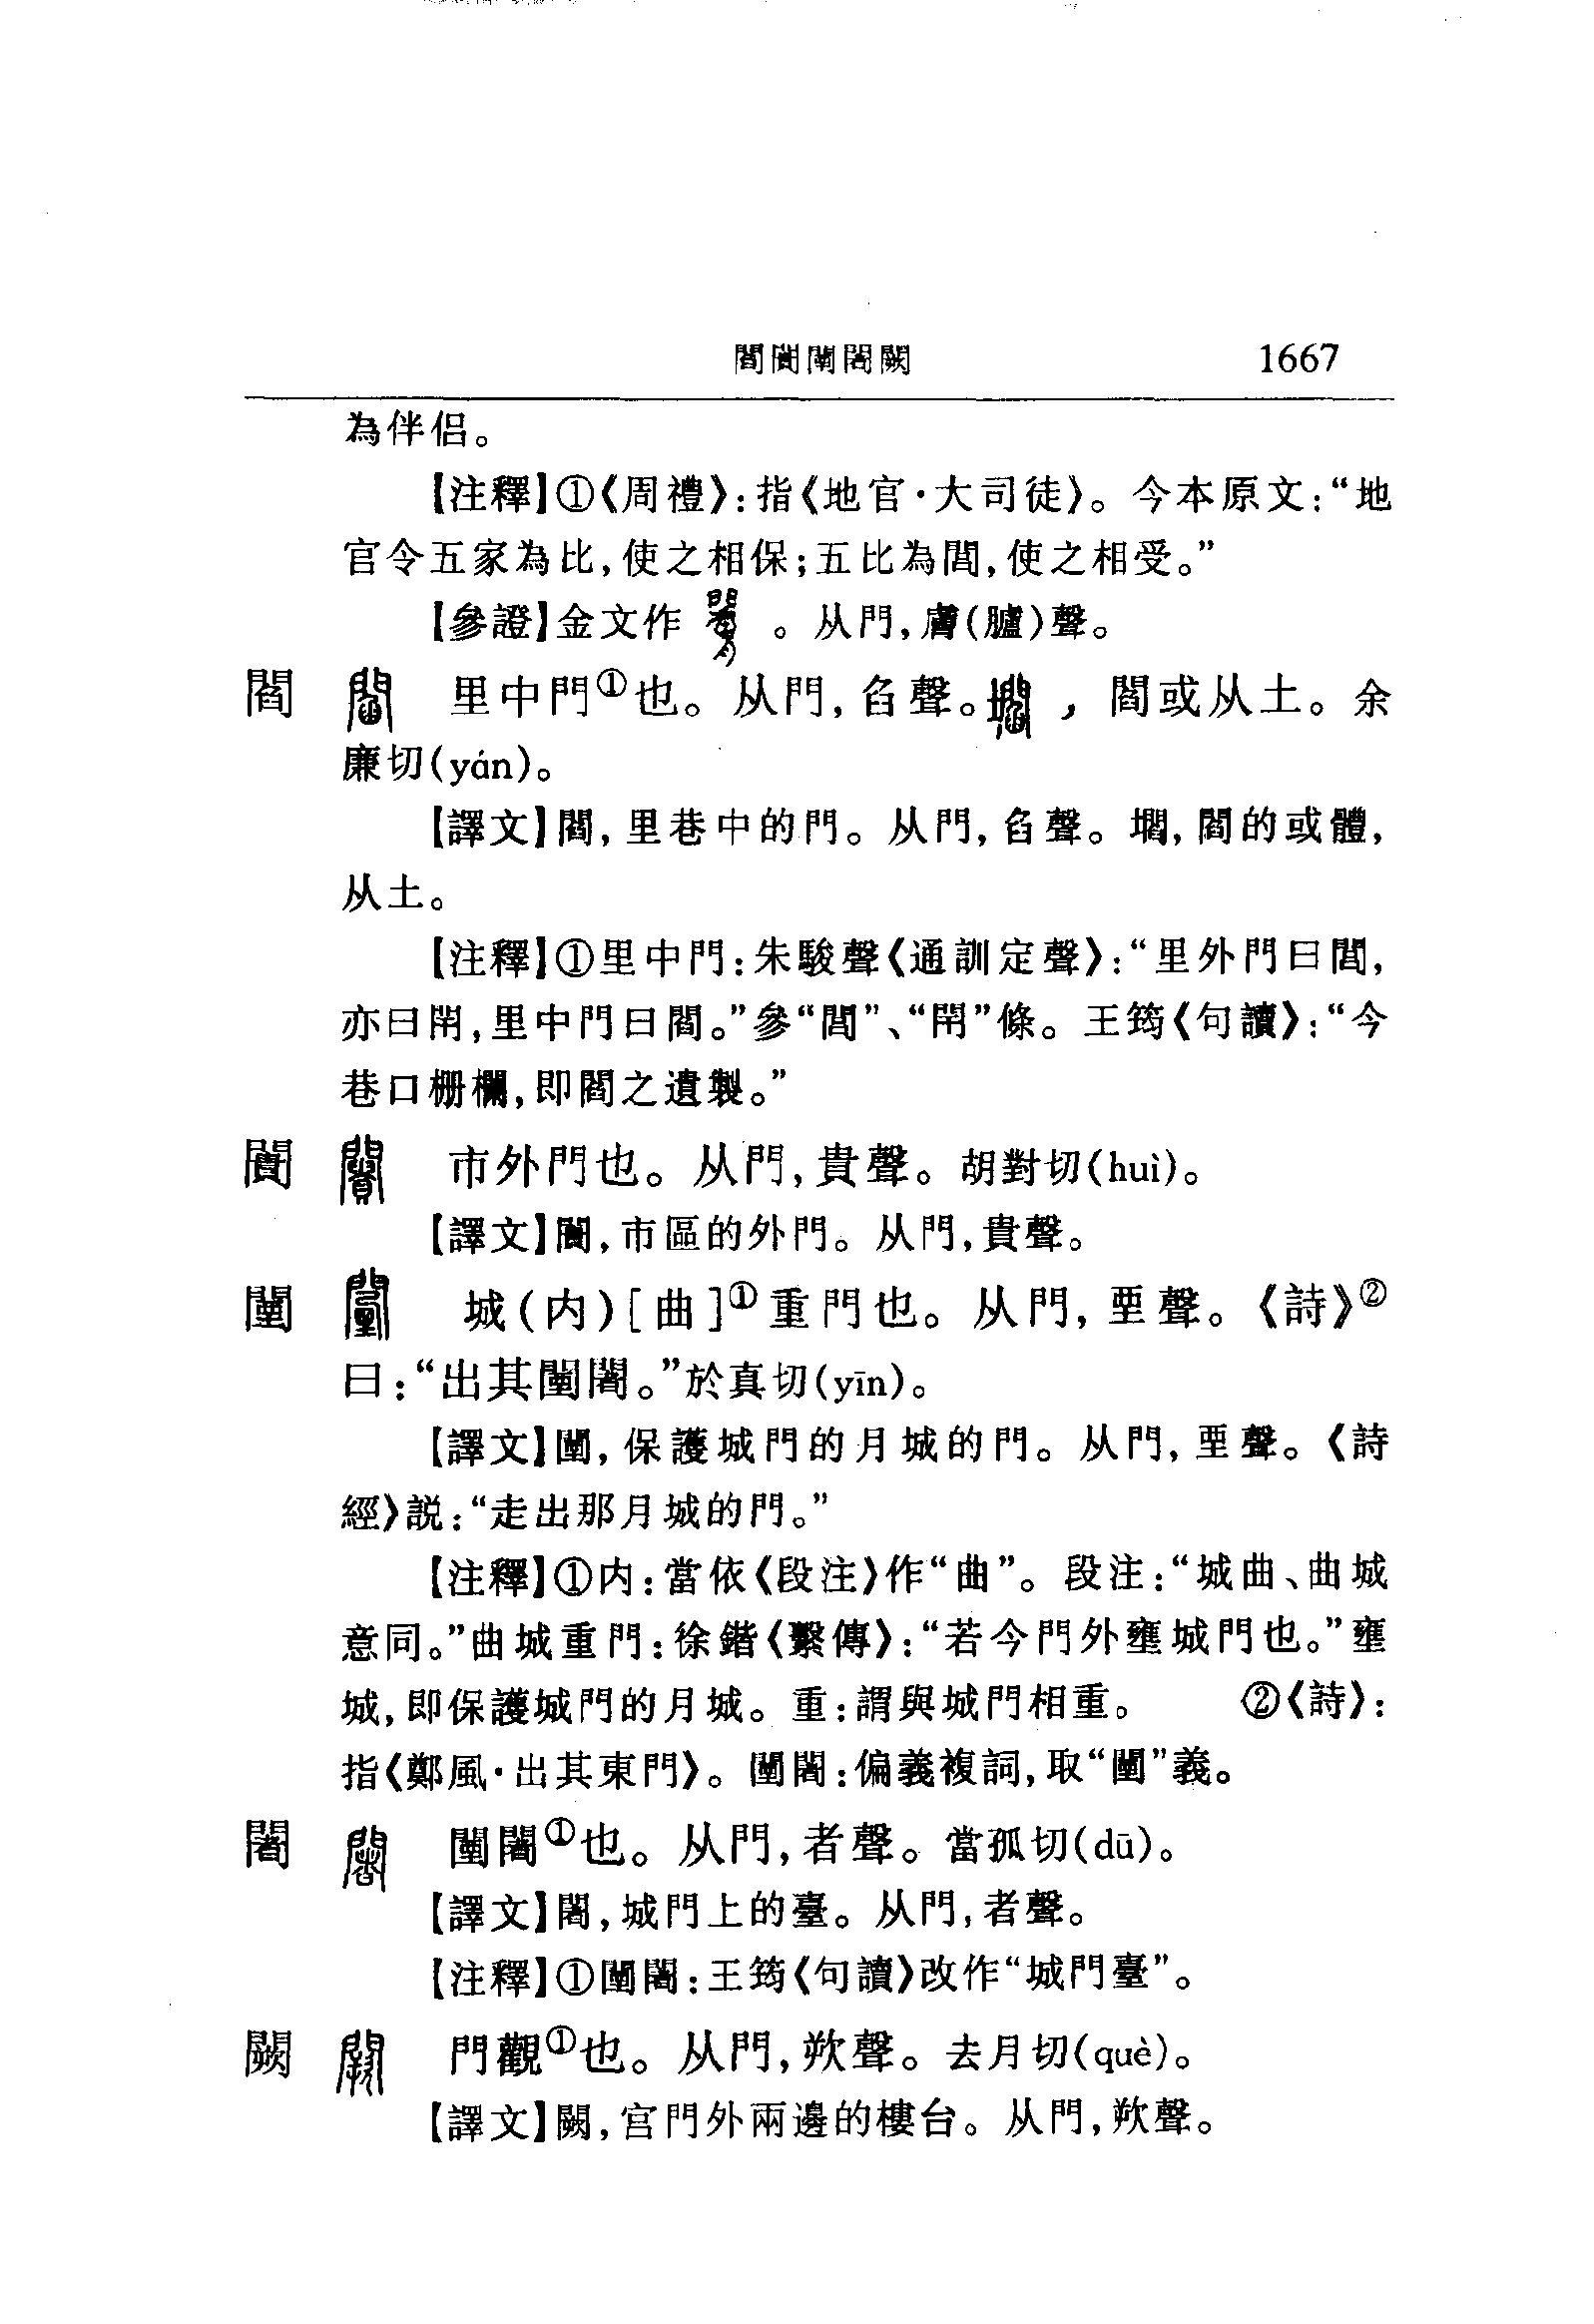 閻闠闉闍闕 1667
為伴侣。
【注釋】①《周禮》:指《地官·大司徒》。今本原文:“地
官令五家為比,使之相保;五比為閭,使之相受。”
【參證】金文作 。从門,膚(臚)聲。
閻 里中門①也。从門,臽聲。 ,閻或从土。余
廉切(yán)。
【譯文】閻,里巷中的門。从門,臽聲。壛,閻的或體,
从土。
【注釋】①里中門:朱駿聲《通訓定聲》:“里外門曰閭,
亦曰閈,里中門曰閻。”參“閭”、“閈”條。王筠《句讀》:“今
巷口栅欄,即閻之遺製。”
闠 市外門也。从門,貴聲。胡對切(huì)。
【譯文】闠,市區的外門。从門,貴聲。
闉 城(内)[曲]①重門也。从門,垔聲。《詩》②
曰:“出其闉闍。”於真切(yīn)。
【譯文】闉,保護城門的月城的門。从門,垔聲。《詩
經》説:“走出那月城的門。”
【注釋】①内:當依《段注》作“曲”。段注:“城曲、曲城
意同。”曲城重門:徐鍇《繫傳》:“若今門外壅城門也。”壅
城,即保護城門的月城。重:謂與城門相重。 ②《詩》:
指《鄭風·出其東門》。闉闍:偏義複詞,取“闉”義。
闍 闉闍①也。从門,者聲。當孤切(dū)。
【譯文】闍,城門上的臺。从門,者聲。
【注釋】①闉闍:王筠《句讀》改作“城門臺”。
闕 門觀①也。从門,欮聲。去月切(què)。
【譯文】闕,宫門外兩邊的樓台。从門,欮聲。